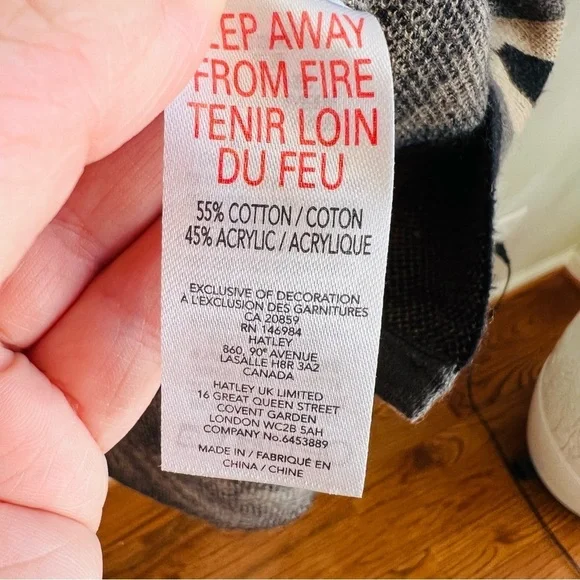 EEP AWAY
FROM FIRE
TENIR LOIN
DU FEU
55% COTTON / COTON
45% ACRYLIC / ACRYLIQUE
EXCLUSIVE OF DECORATION
À L'EXCLUSION DES GARNITURES
CA 20859
RN 146984
HATLEY
860, 90e AVENUE
LASALLE H8R 3A2
CANADA
HATLEY UK LIMITED
16 GREAT QUEEN STREET
COVENT GARDEN
LONDON WC2B 5AH
COMPANY No.6453889
MADE IN / FABRIQUÉ EN
CHINA / CHINE